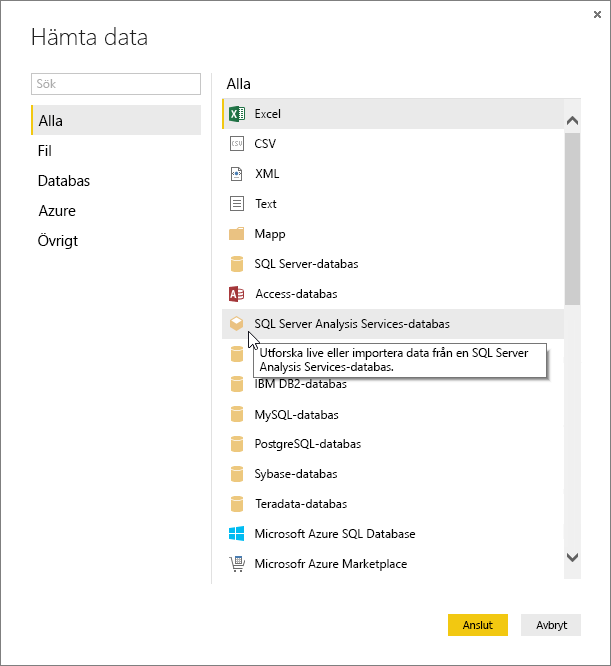 Hämta data
Sök
Alla
Fil
Databas
Azure
Övrigt
Alla
Excel
CSV
XML
Text
Mapp
SQL Server-databas
Access-databas
SQL Server Analysis Services-databas
Utforska live eller importera data från en SQL Server
Analysis Services-databas.
IBM DB2-databas
MySQL-databas
PostgreSQL-databas
Sybase-databas
Teradata-databas
Microsoft Azure SQL Database
Microsofr Azure Marketplace
Anslut
Avbryt